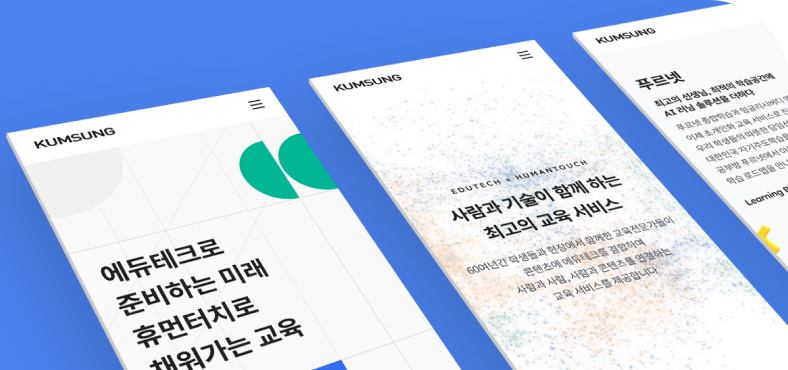 KUMSUNG
에듀테크로
준비하는 미래
휴먼터치로
채워가는 교육
KUMSUNG
EDUTECH + HUMANTOUCH
사람과 기술이 함께 하는
최고의 교육 서비스
60여년간 학생들과 현장에서 함께한 교육전문가들이
콘텐츠에 에듀테크를 결합하여
사람과 사람, 사람과 콘텐츠를 연결하는
교육 서비스를 제공합니다
KUMSUNG
푸르넷
최고의 선생님, 최적의 학습공간에
AI 러닝 솔루션을 더하다
푸르넷 종합학습과
이제 초개인화 교육 서비스로
우리 학생들의 따뜻한
대한민국 자기주도학습을
공부방 푸르넷에서
학습 로드맵을
Learning